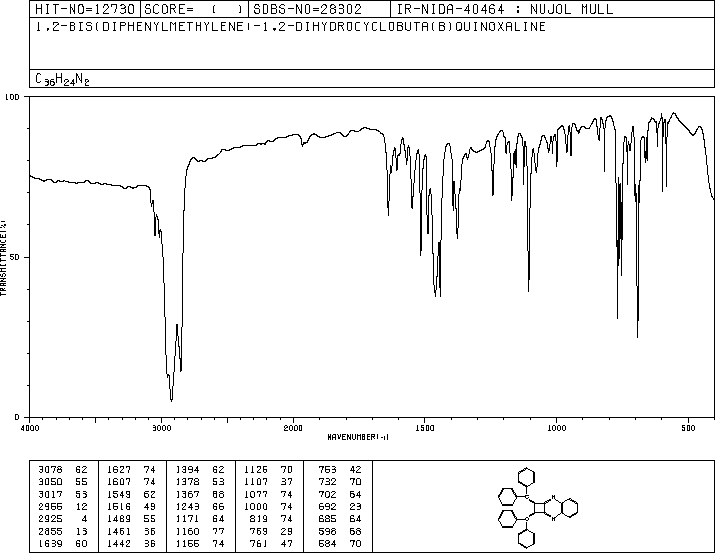 HIT-NO=12730 SCORE= ( ) SDBS-NO=28302 IR-NIDA-40464 : NUJOL MULL
1,2-BIS(DIPHENYLMETHYLENE)-1,2-DIHYDROCYCLOBUTA(B)QUINOXALINE
C36H24N2
100
50
0
TRANSMITTANCE(%)
4000 3000 2000 1500 1000 500
WAVENUMBER(-1)
3078 62 1627 74 1394 62 1126 70 753 42
3050 55 1607 74 1378 53 1107 37 732 70
3017 53 1549 62 1367 68 1077 74 702 64
2955 12 1516 49 1243 66 1000 74 692 23
2925 4 1489 55 1171 64 819 74 685 64
2855 13 1461 36 1160 77 769 29 598 68
1639 60 1442 36 1155 74 761 47 584 70